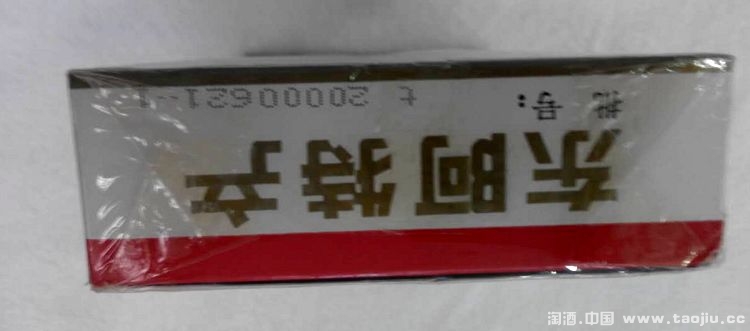 东阿特产
批号: t 20000621-1
淘酒.中国 www.taojiu.cc